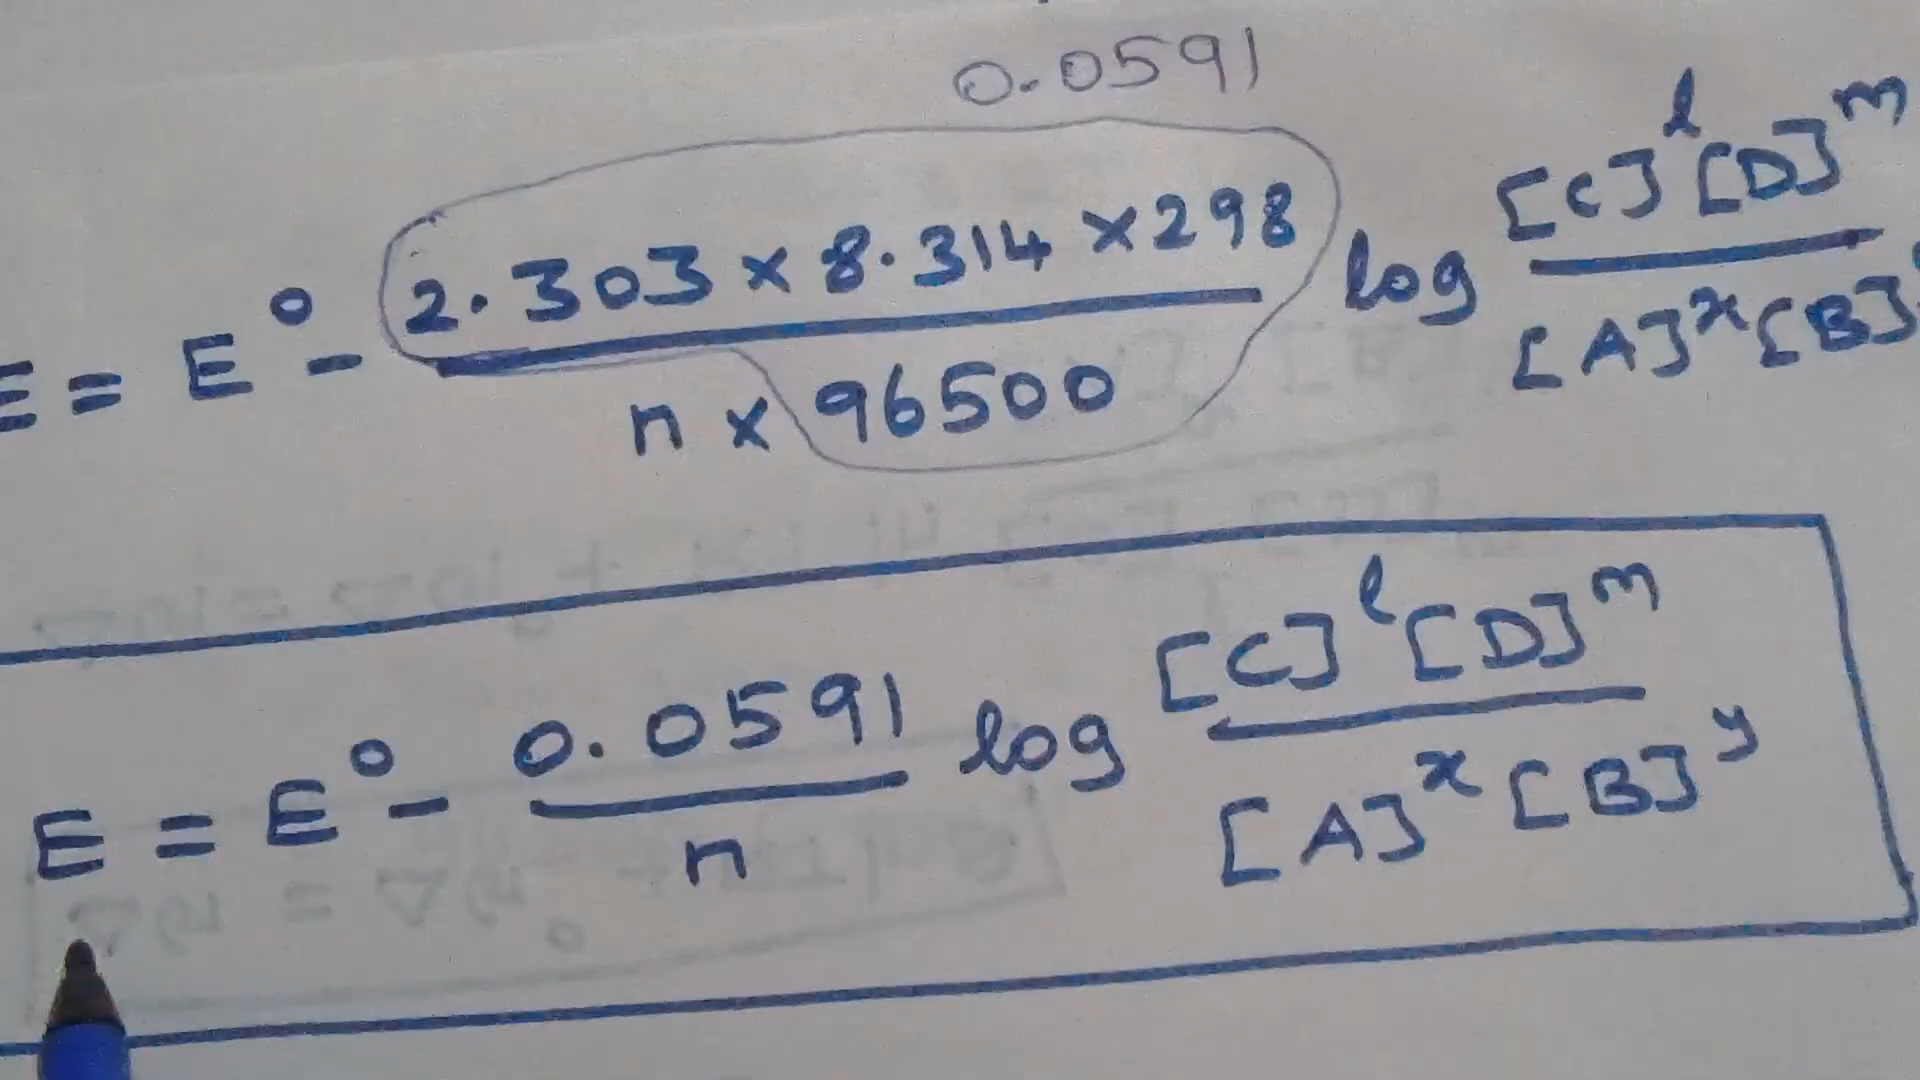 0.0591
E = E° - 2.303 x 8.314 x 298 / n x 96500 log [C]^l [D]^m / [A]^x [B]
E = E° - 0.0591 / n log [C]^l [D]^m / [A]^x [B]^y